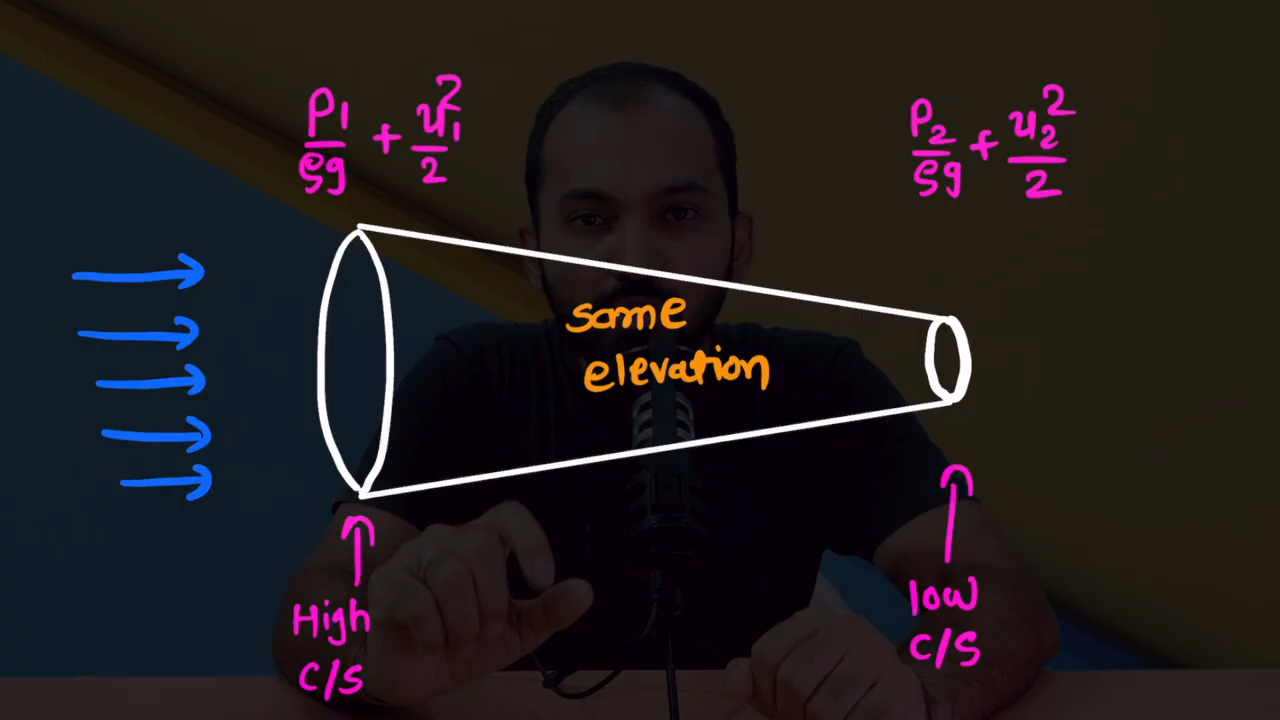 P1/ρg + u1²/2
P2/ρg + u2²/2
same
elevation
High
C/S
low
C/S